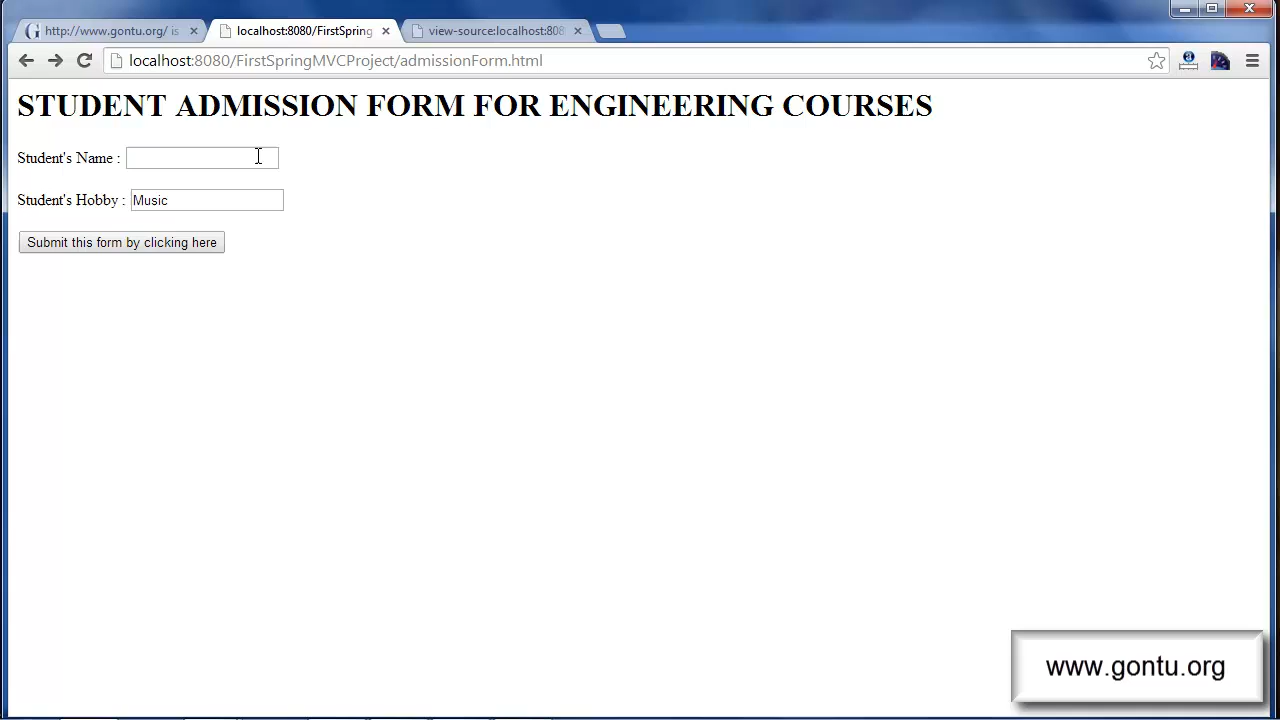 http://www.gontu.org/ is
localhost:8080/FirstSpring
view-source:localhost:808
localhost:8080/FirstSpringMVCProject/admissionForm.html
STUDENT ADMISSION FORM FOR ENGINEERING COURSES
Student's Name :
Student's Hobby : Music
Submit this form by clicking here
www.gontu.org